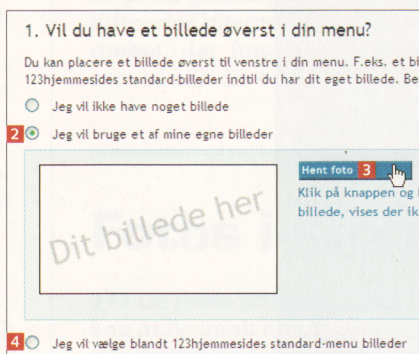 1. Vil du have et billede øverst i din menu?
Du kan placere et billede øverst til venstre i din menu. F.eks. et
123hjemmesides standard-billeder indtil du har dit eget billede.
Jeg vil ikke have noget billede
2 Jeg vil bruge et af mine egne billeder
Dit billede her
Hent foto 3
Klik på knappen og
billede, vises der
4 Jeg vil vælge blandt 123hjemmesides standard-menu billeder